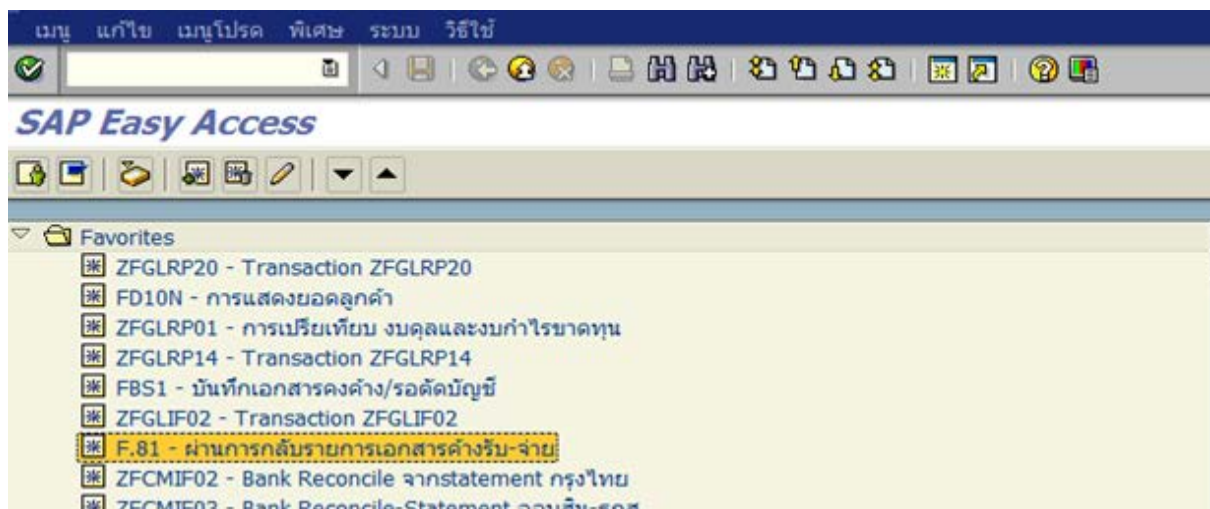 เมนู แก้ไข เมนูโปรด พิเศษ ระบบ วิธีใช้
SAP Easy Access
Favorites
ZFGLRP20 - Transaction ZFGLRP20
FD10N - การแสดงยอดลูกค้า
ZFGLRP01 - การเปรียเทียบ งบดุลและงบกำไรขาดทุน
ZFGLRP14 - Transaction ZFGLRP14
FBS1 - บันทึกเอกสารคงค้าง/รอตัดบัญชี
ZFGLIF02 - Transaction ZFGLIF02
F.81 - ผ่านการกลับรายการเอกสารค้างรับ-จ่าย
ZFCMIF02 - Bank Reconcile จากstatement กรุงไทย
ZFCMIF03 - Bank Reconcile-Statement